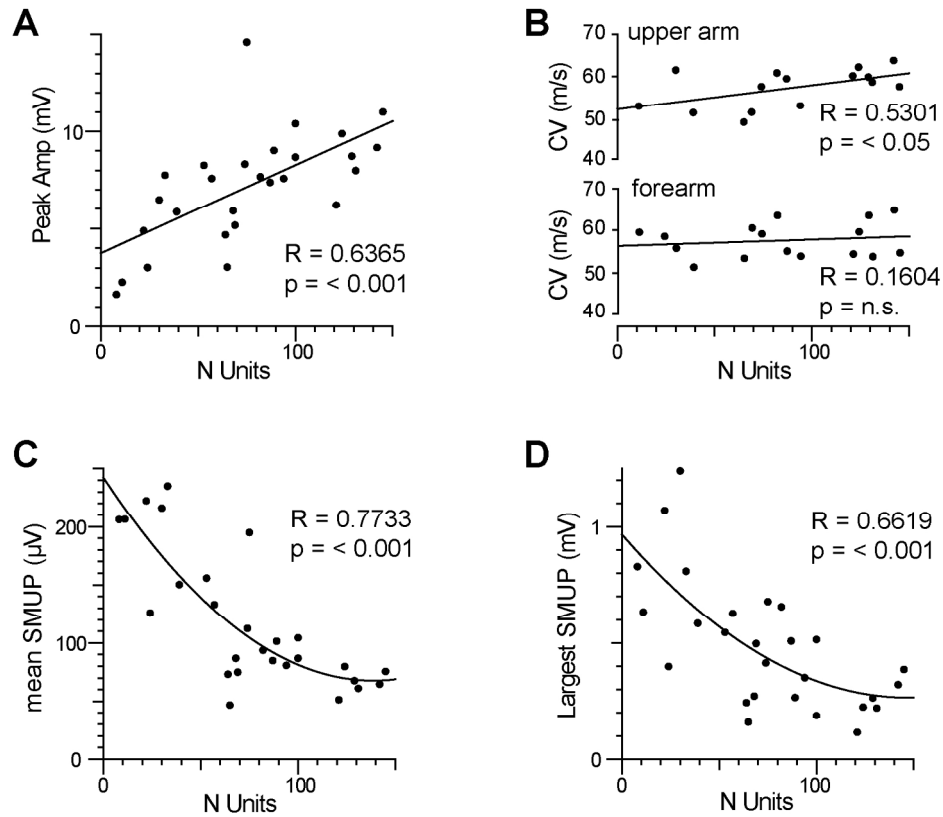 A
Peak Amp (mV)
10
0
R = 0.6365
p = < 0.001
0 100
N Units
B
upper arm
CV (m/s)
70
60
50
40
R = 0.5301
p = < 0.05
forearm
CV (m/s)
70
60
50
40
R = 0.1604
p = n.s.
0 100
N Units
C
mean SMUP (µV)
200
100
0
R = 0.7733
p = < 0.001
0 100
N Units
D
Largest SMUP (mV)
1
0
R = 0.6619
p = < 0.001
0 100
N Units